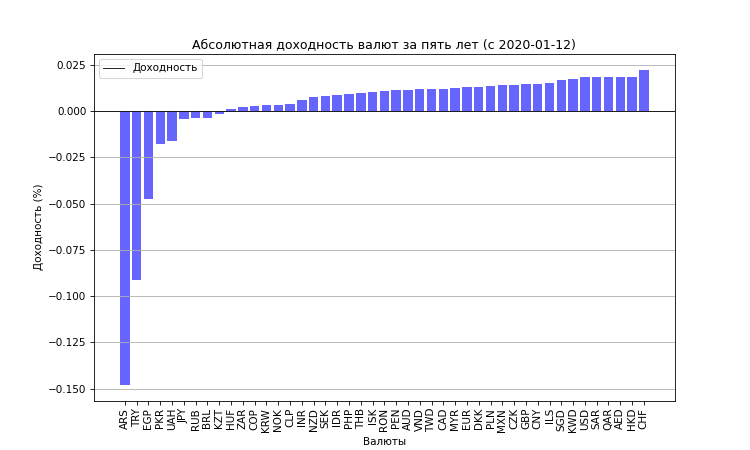 Абсолютная доходность валют за пять лет (с 2020-01-12)
Доходность
Доходность (%)
0.025
0.000
−0.025
−0.050
−0.075
−0.100
−0.125
−0.150
ARS TRY EGP PKR UAH JPY RUB BRL KZT HUF ZAR COP KRW NOK CLP INR NZD SEK IDR PHP THB ISK RON PEN AUD VND TWD CAD MYR EUR DKK PLN MXN CZK GBP CNY ILS SGD KWD USD SAR QAR AED HKD CHF
Валюты